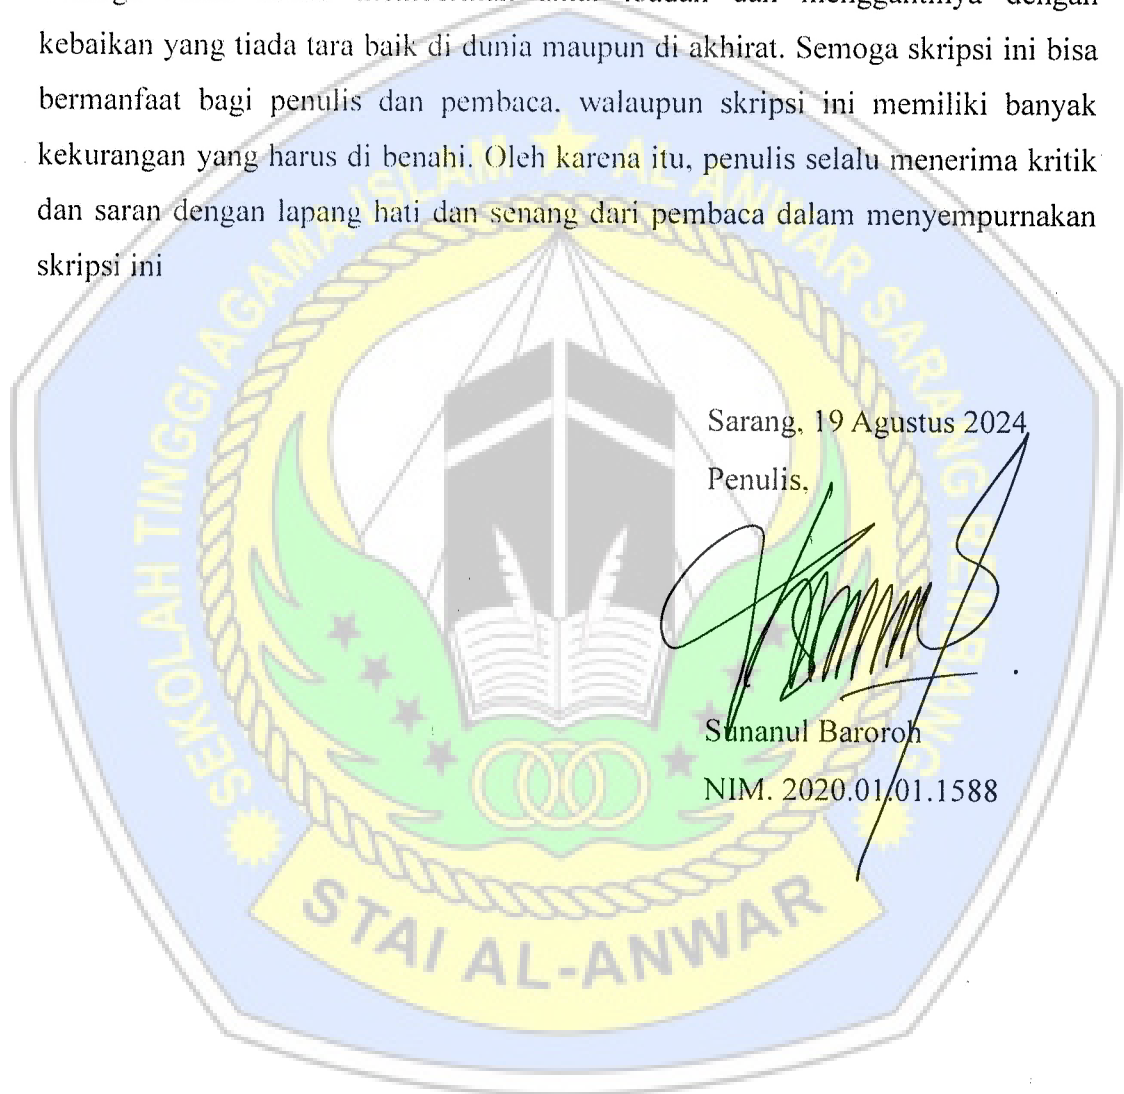 dengan
kebaikan yang tiada tara baik di dunia maupun di akhirat. Semoga skripsi ini bisa
bermanfaat bagi penulis dan pembaca. walaupun skripsi ini memiliki banyak
kekurangan yang harus di benahi. Oleh karena itu, penulis selalu menerima kritik
dan saran dengan lapang hati dan senang dari pembaca dalam menyempurnakan
skripsi ini
SEKOLAH TINGGI AGAMA ISLAM AL ANWAR SARANG REMBANG
Sarang, 19 Agustus 2024
Penulis,
Sunanul Baroroh
NIM. 2020.01.01.1588
STAI AL-ANWAR